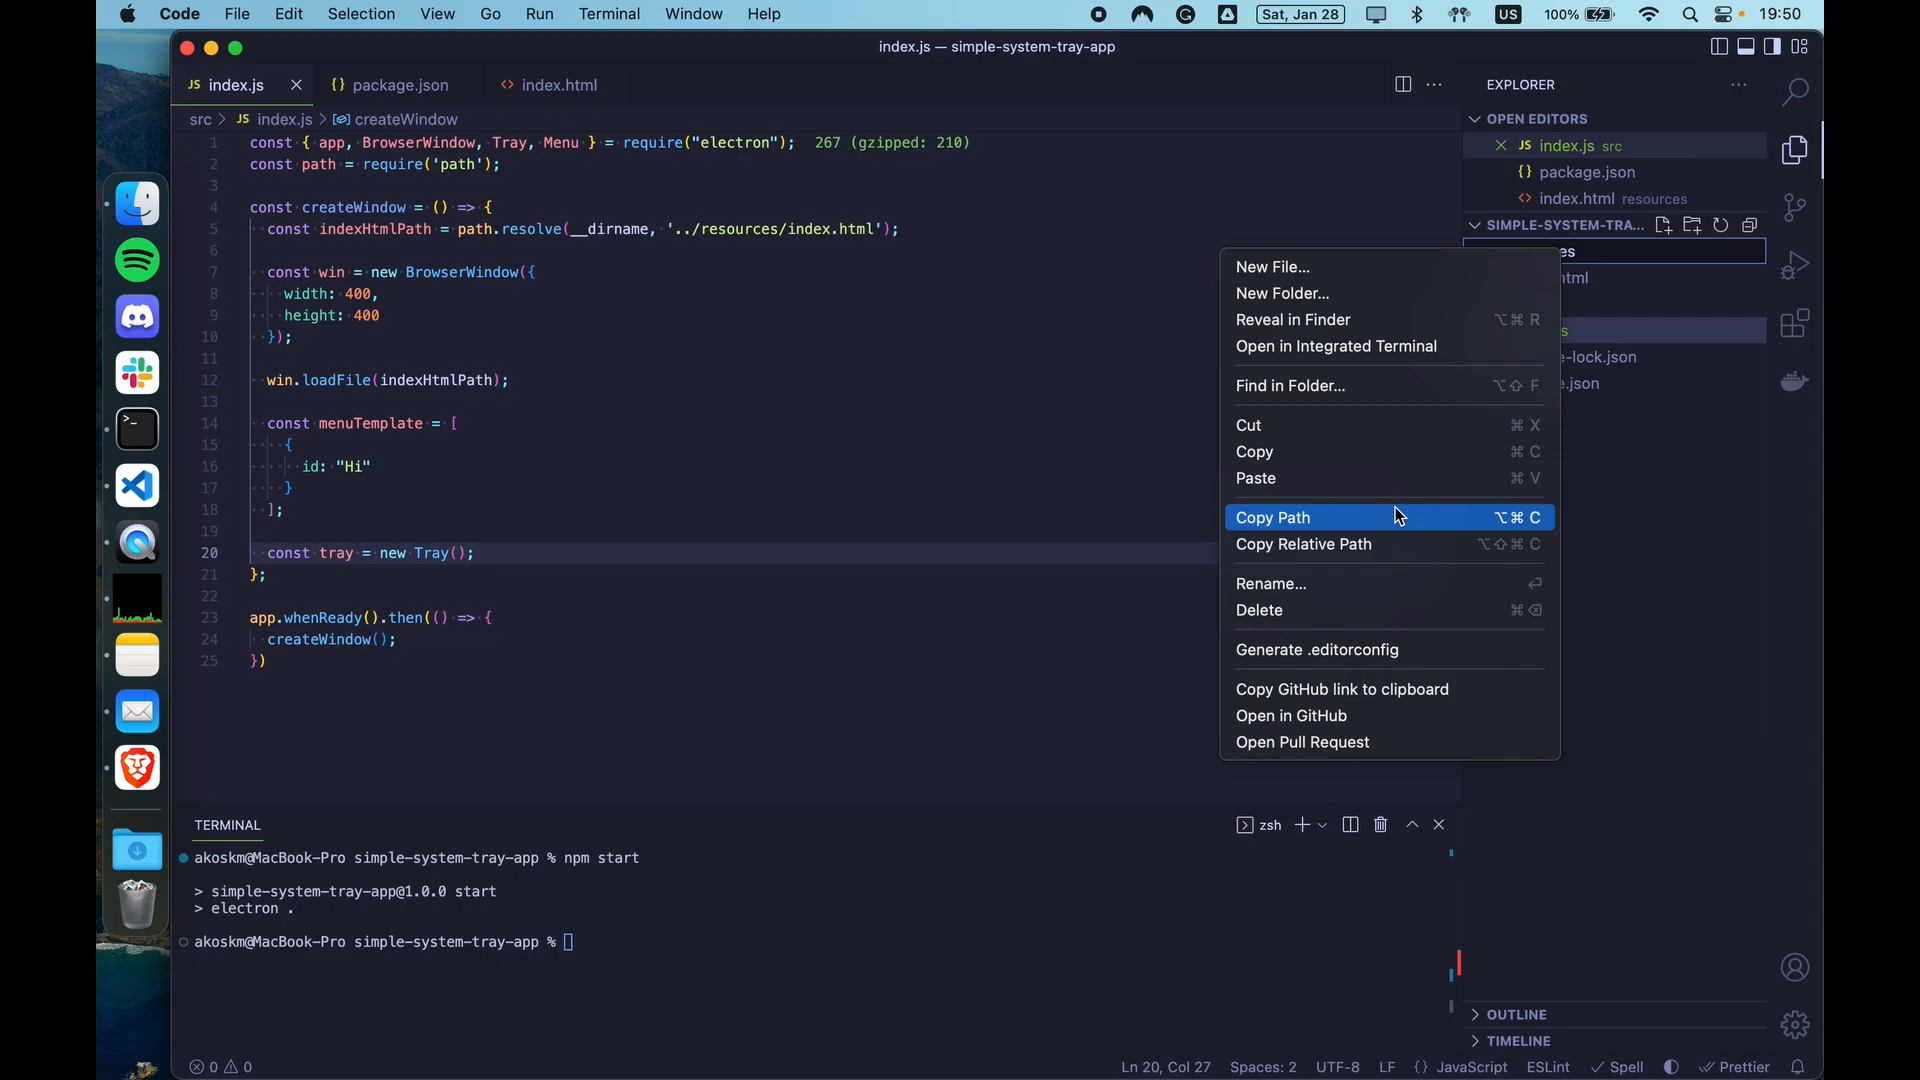 Code File Edit Selection View Go Run Terminal Window Help Sat, Jan 28 US 100% 19:50
index.js — simple-system-tray-app
JS index.js {} package.json <> index.html
src > JS index.js > createWindow
1 const { app, BrowserWindow, Tray, Menu } = require("electron"); 267 (gzipped: 210)
2 const path = require('path');
3
4 const createWindow = () => {
5 const indexHtmlPath = path.resolve(__dirname, '../resources/index.html');
6
7 const win = new BrowserWindow({
8 width: 400,
9 height: 400
10 });
11
12 win.loadFile(indexHtmlPath);
13
14 const menuTemplate = [
15 {
16 id: "Hi"
17 }
18 ];
19
20 const tray = new Tray();
21 };
22
23 app.whenReady().then(() => {
24 createWindow();
25 })
EXPLORER
OPEN EDITORS
JS index.js src
{} package.json
<> index.html resources
SIMPLE-SYSTEM-TRA...
es
html
s
e-lock.json
e.json
New File...
New Folder...
Reveal in Finder ⌥⌘ R
Open in Integrated Terminal
Find in Folder... ⌥⇧ F
Cut ⌘ X
Copy ⌘ C
Paste ⌘ V
Copy Path ⌥⌘ C
Copy Relative Path ⌥⇧⌘ C
Rename... ⏎
Delete ⌘⌫
Generate .editorconfig
Copy GitHub link to clipboard
Open in GitHub
Open Pull Request
TERMINAL
zsh
akoskm@MacBook-Pro simple-system-tray-app % npm start
> simple-system-tray-app@1.0.0 start
> electron .
akoskm@MacBook-Pro simple-system-tray-app %
OUTLINE
TIMELINE
0 0 Ln 20, Col 27 Spaces: 2 UTF-8 LF {} JavaScript ESLint Spell Prettier